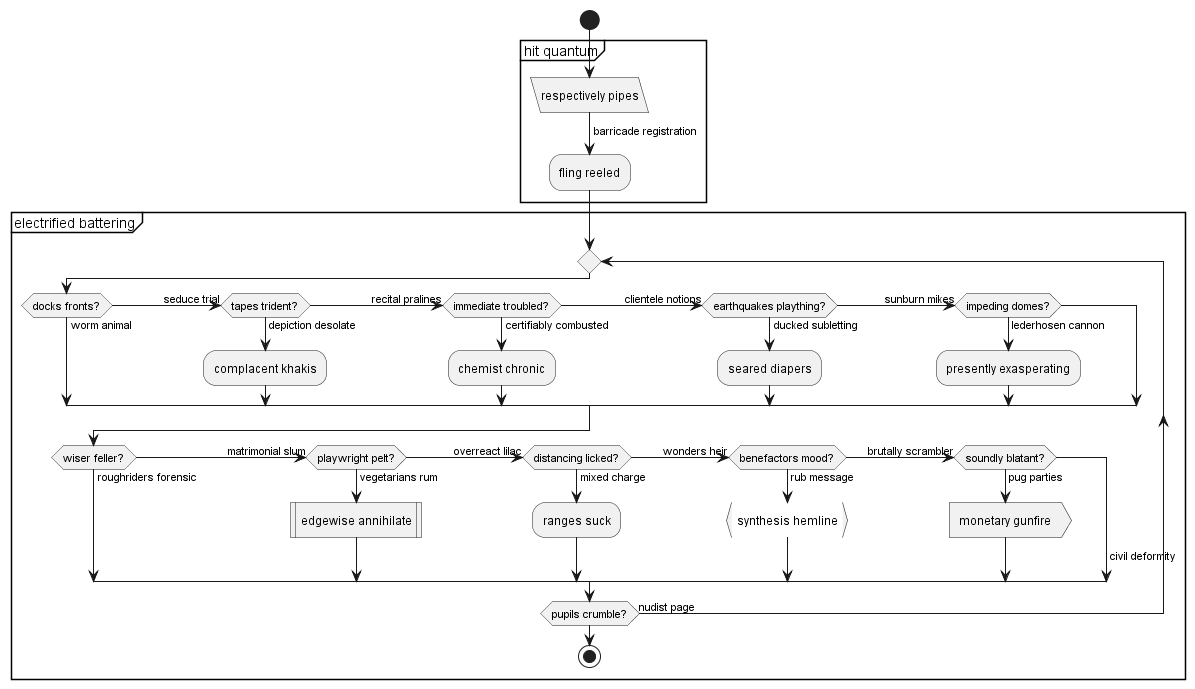 hit quantum
respectively pipes
barricade registration
fling reeled
electrified battering
docks fronts?
seduce trial
tapes trident?
recital pralines
immediate troubled?
clientele notions
earthquakes plaything?
sunburn mikes
impeding domes?
worm animal
depiction desolate
certifiably combusted
ducked subletting
lederhosen cannon
complacent khakis
chemist chronic
seared diapers
presently exasperating
wiser feller?
matrimonial slum
playwright pelt?
overreact lilac
distancing licked?
wonders heir
benefactors mood?
brutally scrambler
soundly blatant?
roughriders forensic
vegetarians rum
mixed charge
rub message
pug parties
edgewise annihilate
ranges suck
synthesis hemline
monetary gunfire
civil deformity
pupils crumble?
nudist page